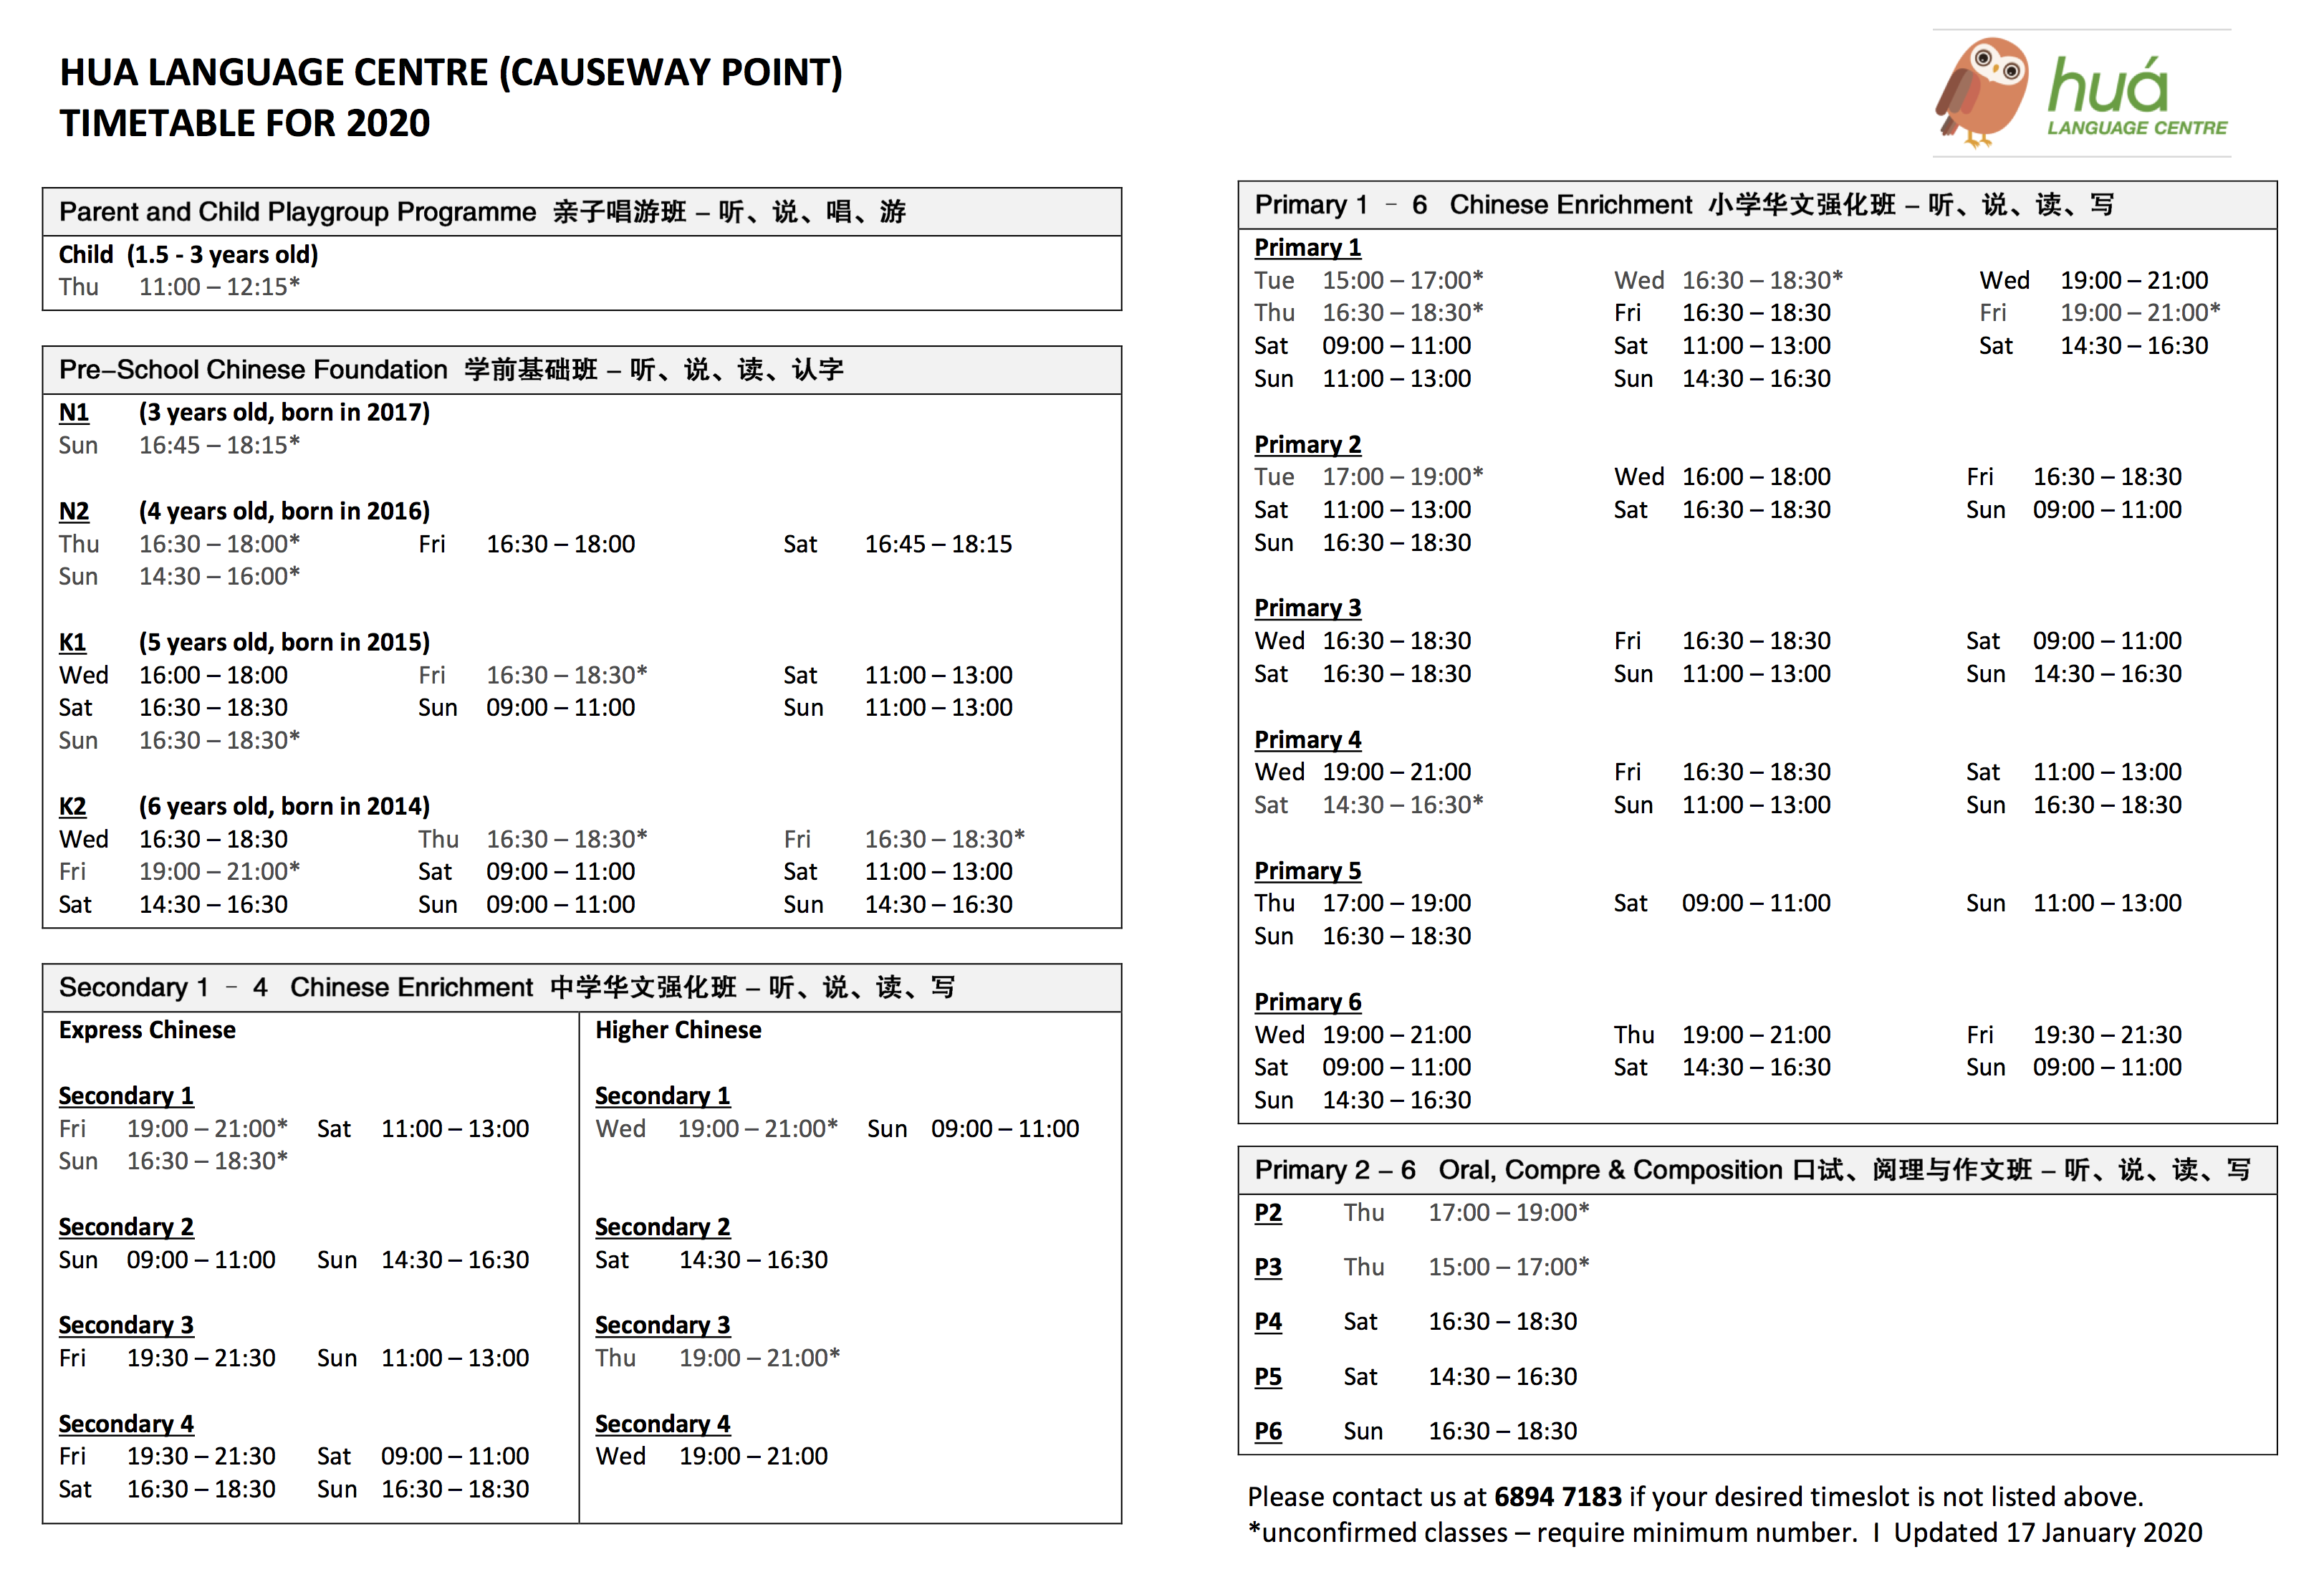 HUA LANGUAGE CENTRE (CAUSEWAY POINT)
TIMETABLE FOR 2020
huá
LANGUAGE CENTRE
Parent and Child Playgroup Programme 亲子唱游班 – 听、说、唱、游
Child (1.5 - 3 years old)
Thu 11:00 – 12:15*
Pre–School Chinese Foundation 学前基础班 – 听、说、读、认字
N1 (3 years old, born in 2017)
Sun 16:45 – 18:15*
N2 (4 years old, born in 2016)
Thu 16:30 – 18:00* Fri 16:30 – 18:00 Sat 16:45 – 18:15
Sun 14:30 – 16:00*
K1 (5 years old, born in 2015)
Wed 16:00 – 18:00 Fri 16:30 – 18:30* Sat 11:00 – 13:00
Sat 16:30 – 18:30 Sun 09:00 – 11:00 Sun 11:00 – 13:00
Sun 16:30 – 18:30*
K2 (6 years old, born in 2014)
Wed 16:30 – 18:30 Thu 16:30 – 18:30* Fri 16:30 – 18:30*
Fri 19:00 – 21:00* Sat 09:00 – 11:00 Sat 11:00 – 13:00
Sat 14:30 – 16:30 Sun 09:00 – 11:00 Sun 14:30 – 16:30
Secondary 1 – 4 Chinese Enrichment 中学华文强化班 – 听、说、读、写
Express Chinese
Secondary 1
Fri 19:00 – 21:00* Sat 11:00 – 13:00
Sun 16:30 – 18:30*
Secondary 2
Sun 09:00 – 11:00 Sun 14:30 – 16:30
Secondary 3
Fri 19:30 – 21:30 Sun 11:00 – 13:00
Secondary 4
Fri 19:30 – 21:30 Sat 09:00 – 11:00
Sat 16:30 – 18:30 Sun 16:30 – 18:30
Higher Chinese
Secondary 1
Wed 19:00 – 21:00* Sun 09:00 – 11:00
Secondary 2
Sat 14:30 – 16:30
Secondary 3
Thu 19:00 – 21:00*
Secondary 4
Wed 19:00 – 21:00
Primary 1 – 6 Chinese Enrichment 小学华文强化班 – 听、说、读、写
Primary 1
Tue 15:00 – 17:00* Wed 16:30 – 18:30* Wed 19:00 – 21:00
Thu 16:30 – 18:30* Fri 16:30 – 18:30 Fri 19:00 – 21:00*
Sat 09:00 – 11:00 Sat 11:00 – 13:00 Sat 14:30 – 16:30
Sun 11:00 – 13:00 Sun 14:30 – 16:30
Primary 2
Tue 17:00 – 19:00* Wed 16:00 – 18:00 Fri 16:30 – 18:30
Sat 11:00 – 13:00 Sat 16:30 – 18:30 Sun 09:00 – 11:00
Sun 16:30 – 18:30
Primary 3
Wed 16:30 – 18:30 Fri 16:30 – 18:30 Sat 09:00 – 11:00
Sat 16:30 – 18:30 Sun 11:00 – 13:00 Sun 14:30 – 16:30
Primary 4
Wed 19:00 – 21:00 Fri 16:30 – 18:30 Sat 11:00 – 13:00
Sat 14:30 – 16:30* Sun 11:00 – 13:00 Sun 16:30 – 18:30
Primary 5
Thu 17:00 – 19:00 Sat 09:00 – 11:00 Sun 11:00 – 13:00
Sun 16:30 – 18:30
Primary 6
Wed 19:00 – 21:00 Thu 19:00 – 21:00 Fri 19:30 – 21:30
Sat 09:00 – 11:00 Sat 14:30 – 16:30 Sun 09:00 – 11:00
Sun 14:30 – 16:30
Primary 2 – 6 Oral, Compre & Composition 口试、阅理与作文班 – 听、说、读、写
P2 Thu 17:00 – 19:00*
P3 Thu 15:00 – 17:00*
P4 Sat 16:30 – 18:30
P5 Sat 14:30 – 16:30
P6 Sun 16:30 – 18:30
Please contact us at 6894 7183 if your desired timeslot is not listed above.
*unconfirmed classes – require minimum number. I Updated 17 January 2020